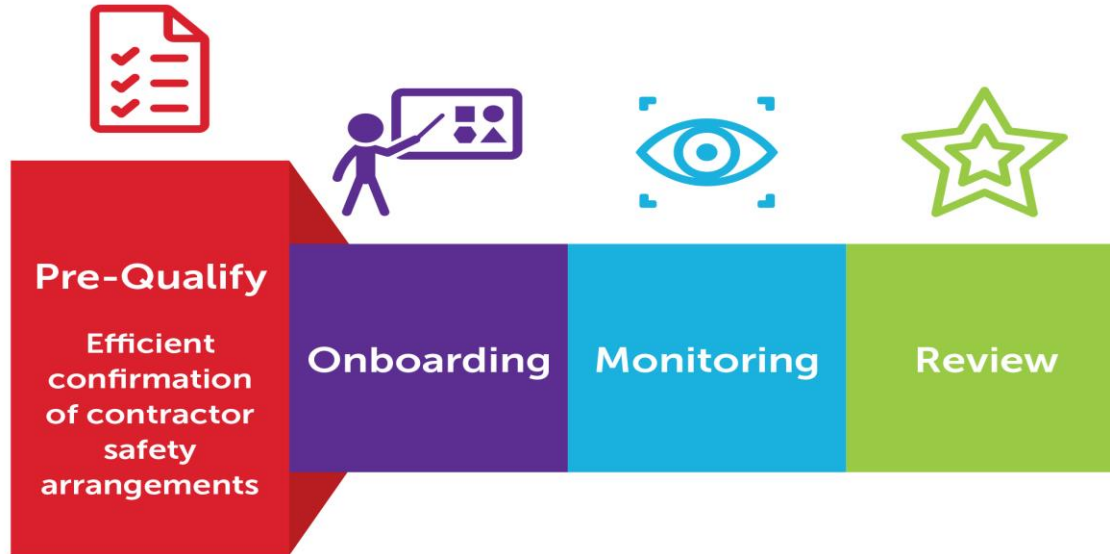 Pre-Qualify
Efficient
confirmation
of contractor
safety
arrangements
Onboarding
Monitoring
Review